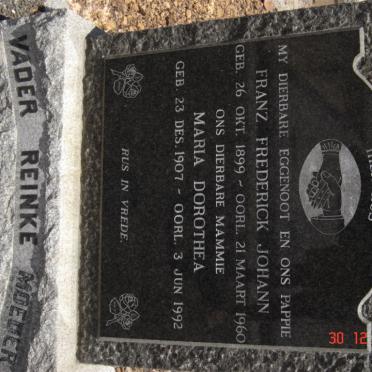 MY DIERBARE EGGENOOT EN ONS PAPPIE
FRANZ FREDERICK JOHANN
GEB. 26 OKT. 1899 - OORL. 21 MAART 1960
ONS DIERBARE MAMMIE
MARIA DOROTHEA
GEB. 23 DES. 1907 - OORL. 3 JUN 1992
RUS IN VREDE.
VADER REINKE MOEDER
30 12